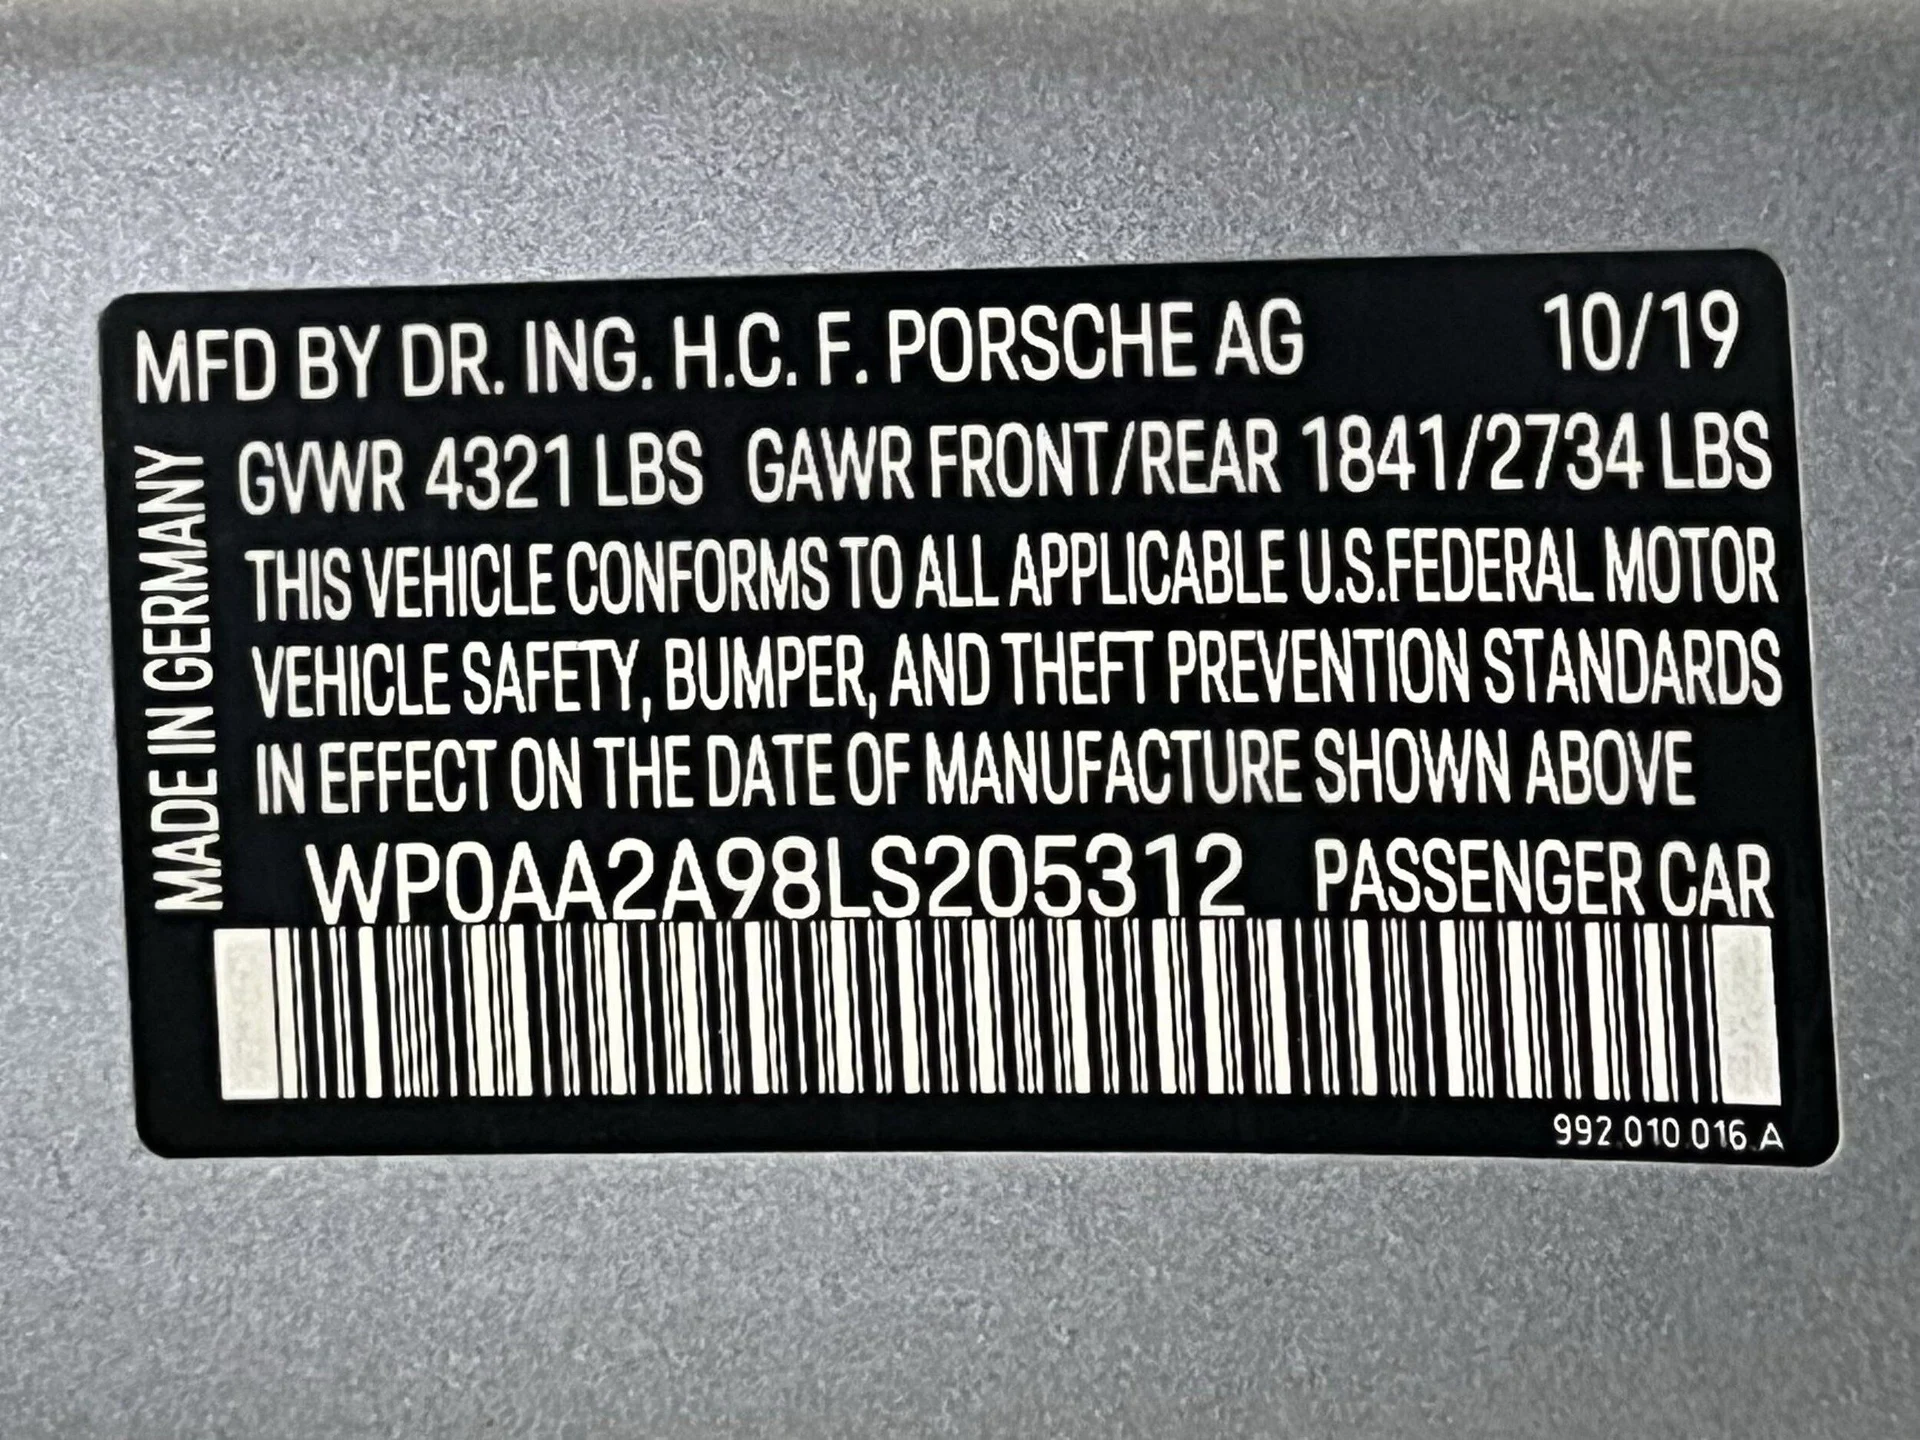 MFD BY DR. ING. H.C. F. PORSCHE AG 10/19
GVWR 4321 LBS GAWR FRONT/REAR 1841/2734 LBS
THIS VEHICLE CONFORMS TO ALL APPLICABLE U.S.FEDERAL MOTOR
VEHICLE SAFETY, BUMPER, AND THEFT PREVENTION STANDARDS
IN EFFECT ON THE DATE OF MANUFACTURE SHOWN ABOVE
WP0AA2A98LS205312 PASSENGER CAR
MADE IN GERMANY
992.010.016.A